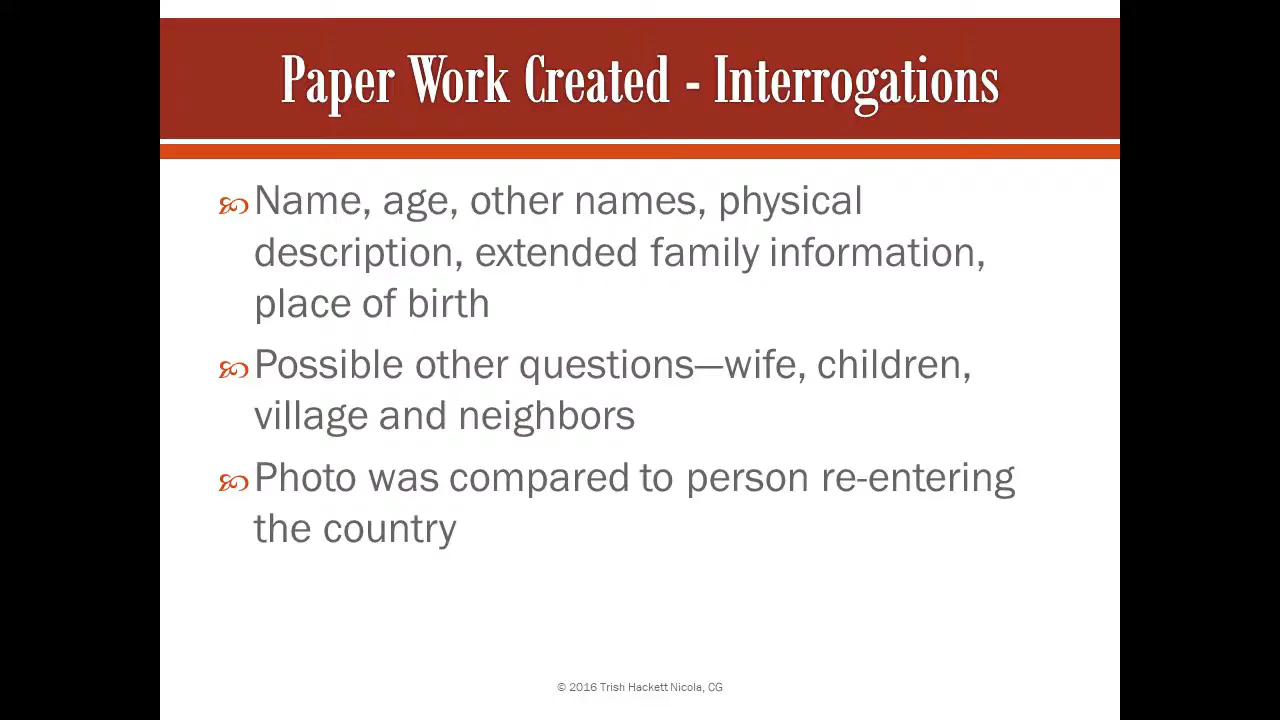 Paper Work Created - Interrogations
Name, age, other names, physical
description, extended family information,
place of birth
Possible other questions—wife, children,
village and neighbors
Photo was compared to person re-entering
the country
© 2016 Trish Hackett Nicola, CG